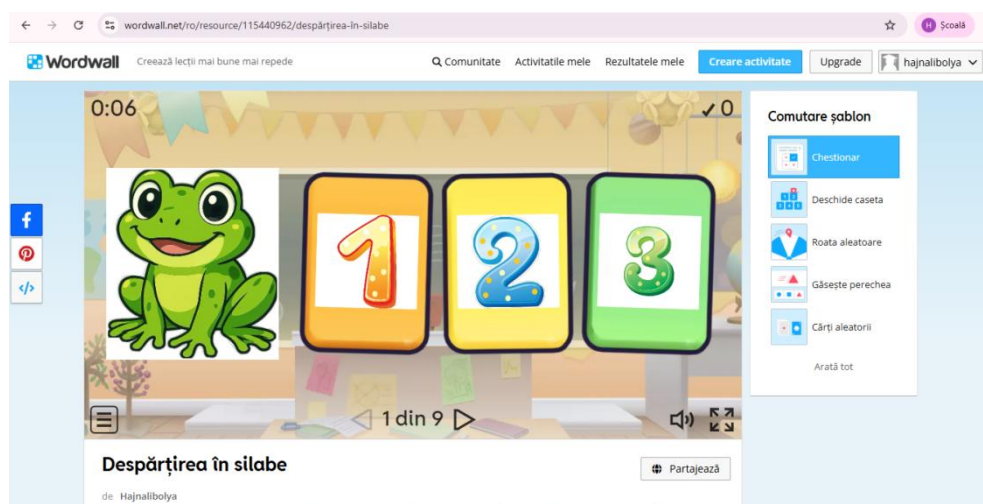 wordwall.net/ro/resource/115440962/despărțirea-în-silabe
H Școală
Wordwall Creează lecții mai bune mai repede Comunitate Activitatile mele Rezultatele mele Creare activitate Upgrade hajnalibolya
0:06 0
1 2 3
1 din 9
Comutare șablon
Chestionar
Deschide caseta
Roata aleatoare
Găsește perechea
Cărți aleatorii
Arată tot
Despărțirea în silabe
Partajează
de Hajnalibolya